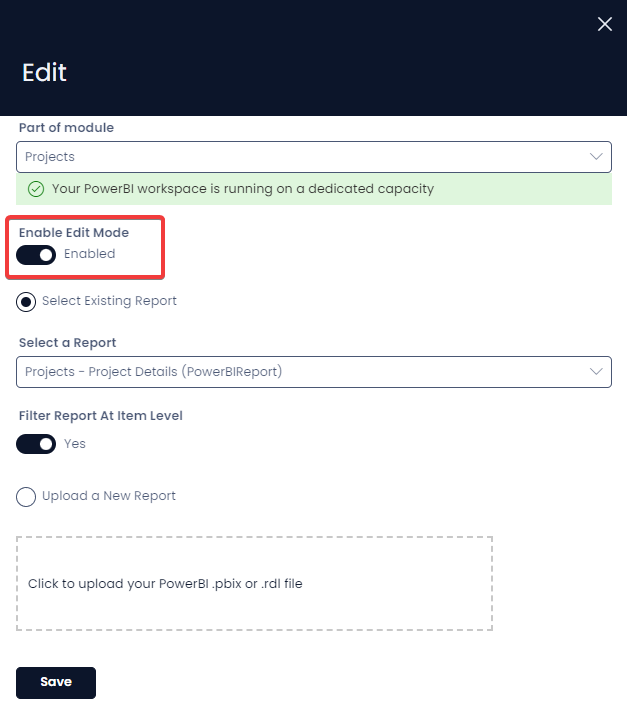 Edit
Part of module
Projects
Your PowerBI workspace is running on a dedicated capacity
Enable Edit Mode
Enabled
Select Existing Report
Select a Report
Projects - Project Details (PowerBIReport)
Filter Report At Item Level
Yes
Upload a New Report
Click to upload your PowerBI .pbix or .rdl file
Save